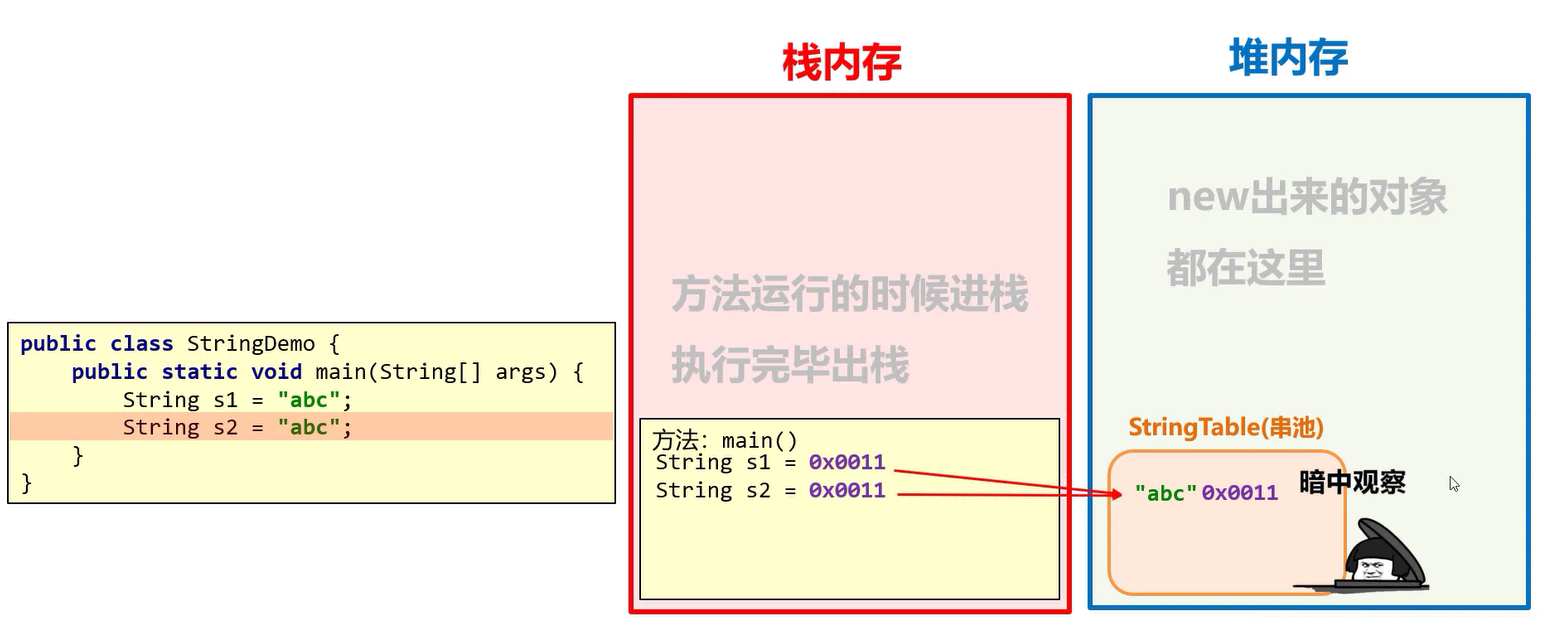 栈内存
堆内存
new出来的对象
都在这里
方法运行的时候进栈
执行完毕出栈
public class StringDemo {
    public static void main(String[] args) {
        String s1 = "abc";
        String s2 = "abc";
    }
}
方法: main()
String s1 = 0x0011
String s2 = 0x0011
StringTable(串池)
"abc" 0x0011
暗中观察